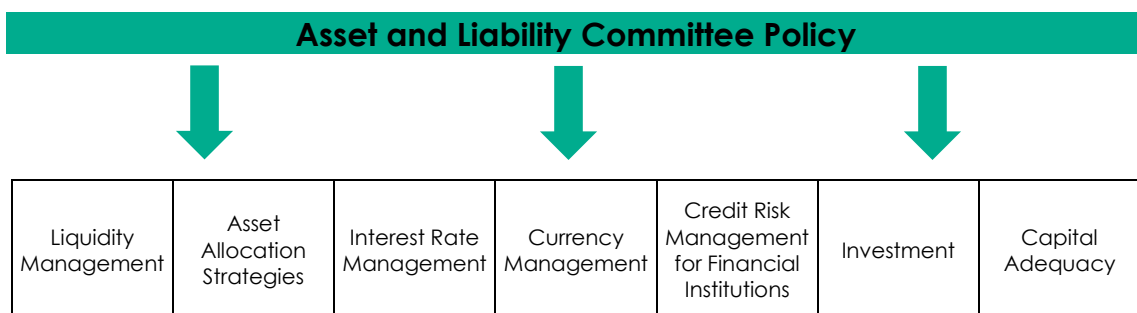 Asset and Liability Committee Policy
Liquidity
Management
Asset
Allocation
Strategies
Interest Rate
Management
Currency
Management
Credit Risk
Management
for Financial
Institutions
Investment
Capital
Adequacy